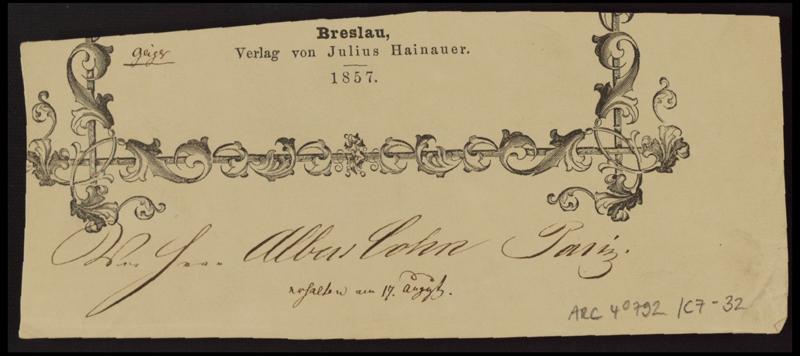 Breslau,
geiger
Verlag von Julius Hainauer.
1857.
Herrn Albert Cohn Paris.
erhalten am 17. August.
ARC 4° 792 / C7-32